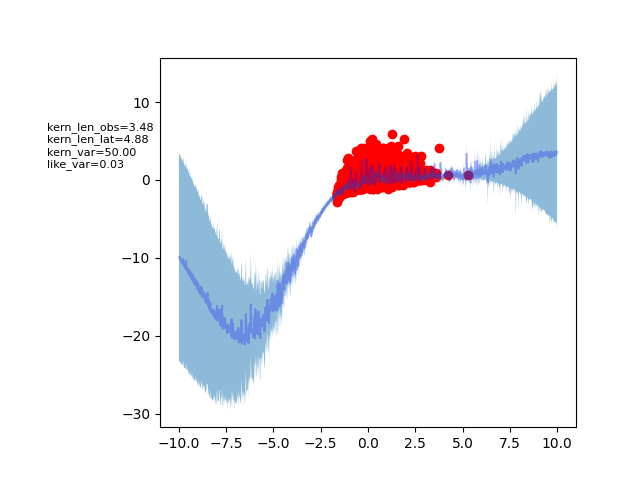 kern_len_obs=3.48
kern_len_lat=4.88
kern_var=50.00
like_var=0.03
10
0
−10
−20
−30
−10.0 −7.5 −5.0 −2.5 0.0 2.5 5.0 7.5 10.0